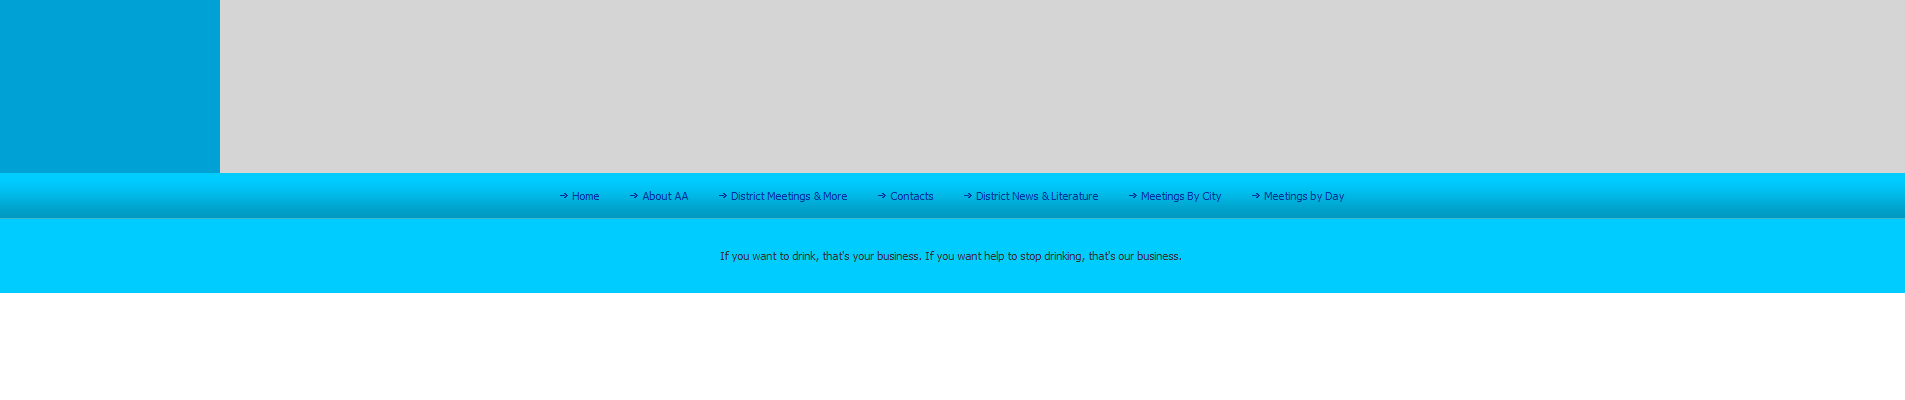 Home About AA District Meetings & More Contacts District News & Literature Meetings By City Meetings by Day
If you want to drink, that's your business. If you want help to stop drinking, that's our business.